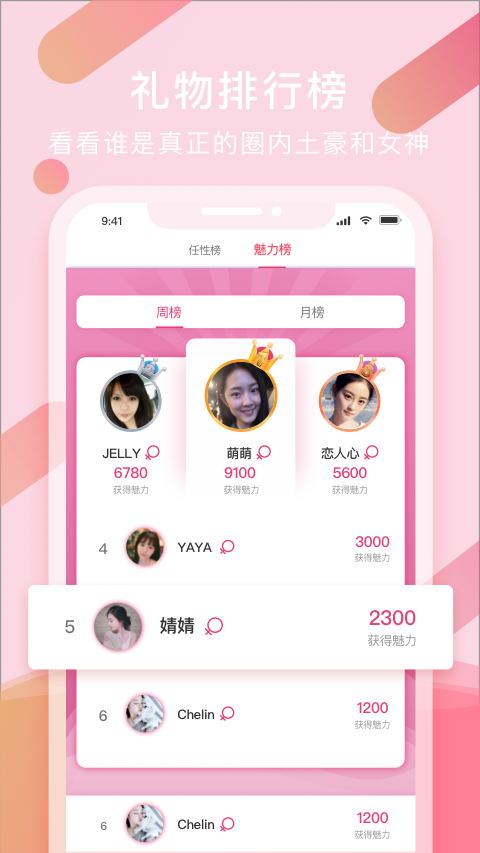 礼物排行榜
看看谁是真正的圈内土豪和女神
9:41
任性榜 魅力榜
周榜 月榜
JELLY 萌萌 恋人心
6780 9100 5600
获得魅力 获得魅力 获得魅力
4 YAYA 3000
获得魅力
5 婧婧 2300
获得魅力
6 Chelin 1200
获得魅力
6 Chelin 1200
获得魅力